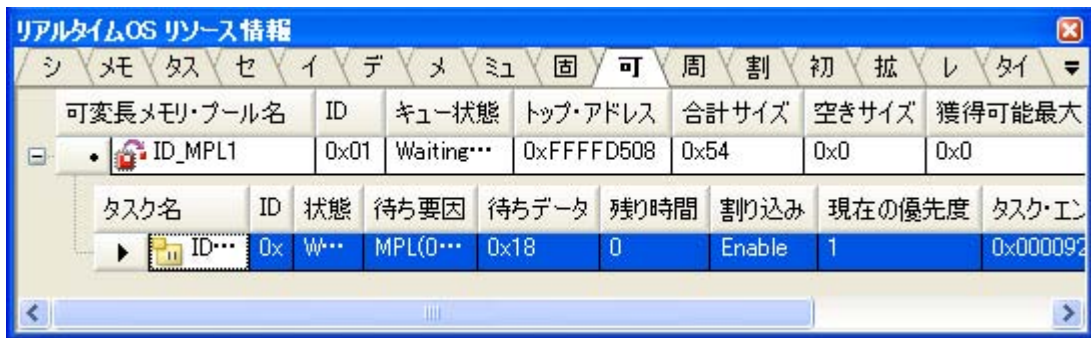 リアルタイムOS リソース情報
シ メモ タス セ イ デ メ ミュ 固 可 周 割 初 拡 レ タイ
可変長メモリ・プール名 ID キュー状態 トップ・アドレス 合計サイズ 空きサイズ 獲得可能最大
ID_MPL1 0x01 Waiting… 0xFFFFD508 0x54 0x0 0x0
タスク名 ID 状態 待ち要因 待ちデータ 残り時間 割り込み 現在の優先度 タスク・エン
ID… 0x W… MPL(0… 0x18 0 Enable 1 0x000092